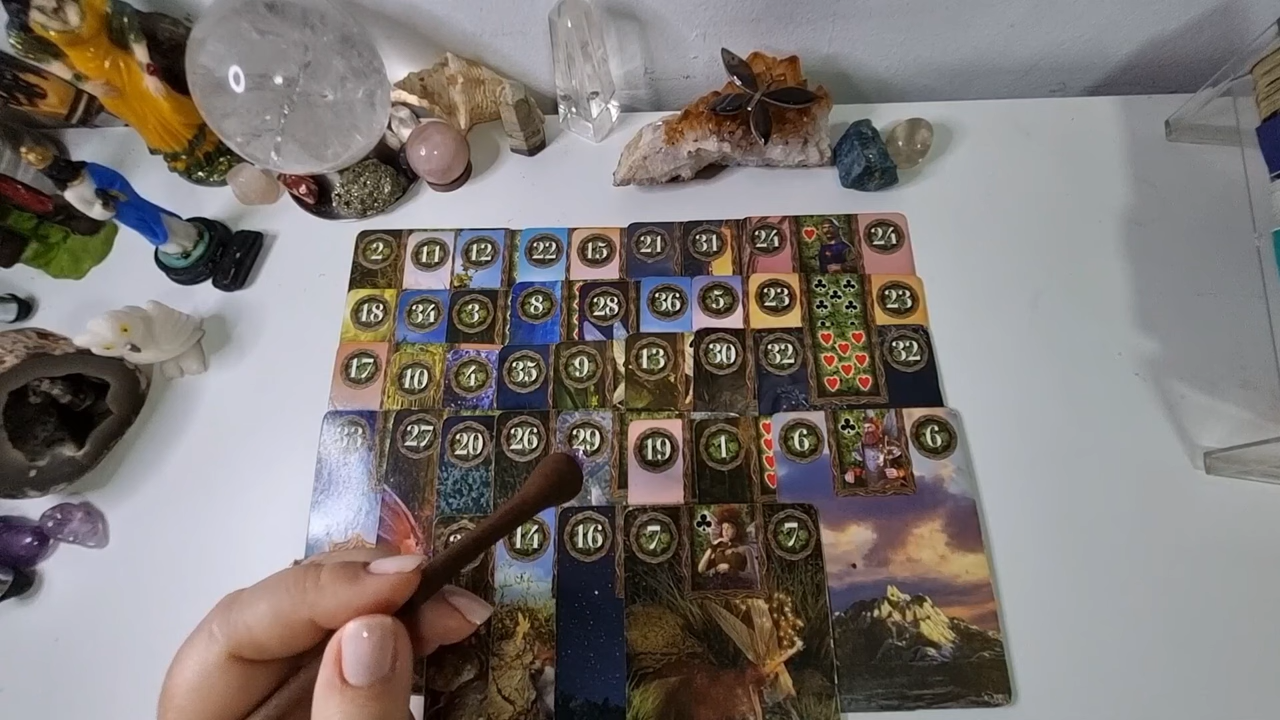 2 11 12 22 15 21 31 24 24
18 34 3 8 28 36 5 23 23
17 10 4 35 9 13 30 32 32
33 27 20 26 29 19 1 6 6
14 16 7 7